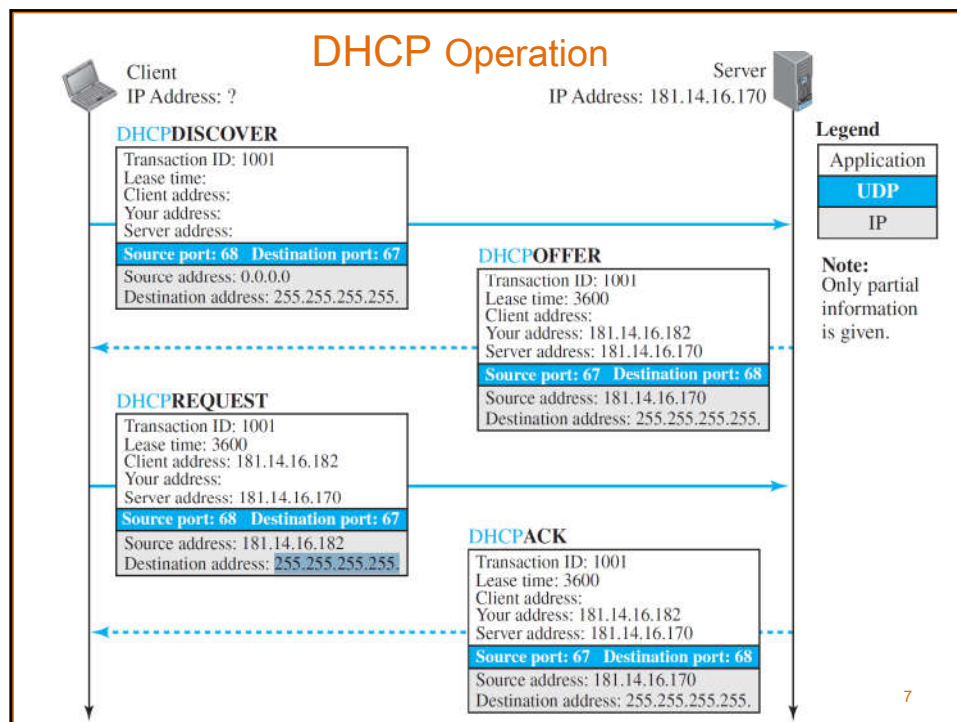 DHCP Operation
Client
IP Address: ?
Server
IP Address: 181.14.16.170
DHCPDISCOVER
Transaction ID: 1001
Lease time:
Client address:
Your address:
Server address:
Source port: 68 Destination port: 67
Source address: 0.0.0.0
Destination address: 255.255.255.255.
Legend
Application
UDP
IP
Note:
Only partial
information
is given.
DHCPOFFER
Transaction ID: 1001
Lease time: 3600
Client address:
Your address: 181.14.16.182
Server address: 181.14.16.170
Source port: 67 Destination port: 68
Source address: 181.14.16.170
Destination address: 255.255.255.255.
DHCPREQUEST
Transaction ID: 1001
Lease time: 3600
Client address: 181.14.16.182
Your address:
Server address: 181.14.16.170
Source port: 68 Destination port: 67
Source address: 181.14.16.182
Destination address: 255.255.255.255.
DHCPACK
Transaction ID: 1001
Lease time: 3600
Client address:
Your address: 181.14.16.182
Server address: 181.14.16.170
Source port: 67 Destination port: 68
Source address: 181.14.16.170
Destination address: 255.255.255.255.
7